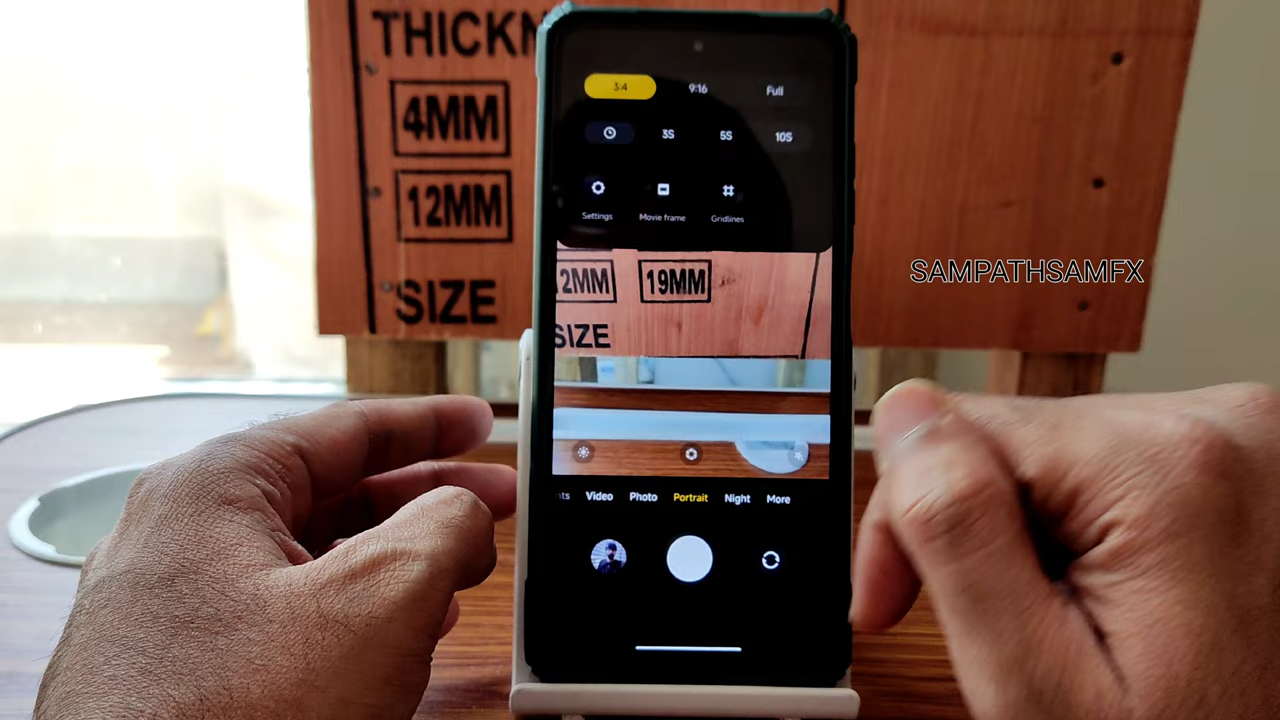 THICKN
4MM
12MM
SIZE
3:4 9:16 Full
3S 5S 10S
Settings Movie frame Gridlines
2MM 19MM
SIZE
Video Photo Portrait Night More
SAMPATHSAMFX